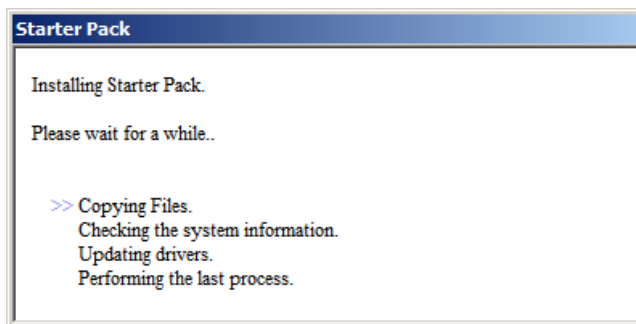 Starter Pack
Installing Starter Pack.
Please wait for a while..
>> Copying Files.
Checking the system information.
Updating drivers.
Performing the last process.